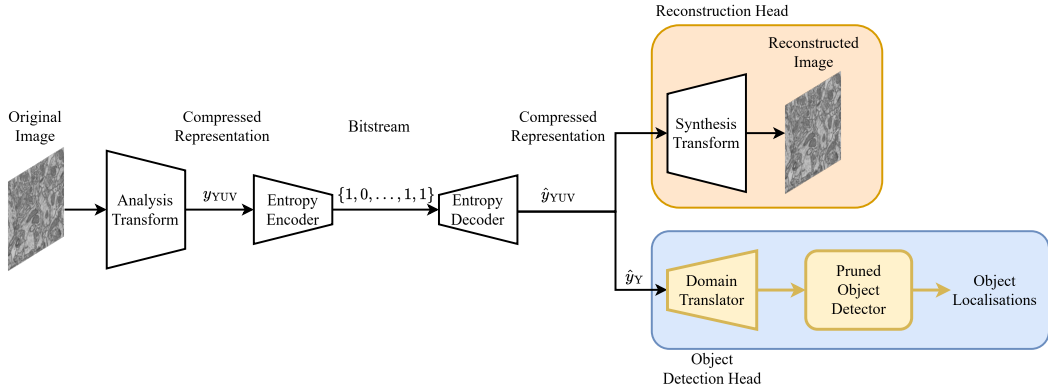 Reconstruction Head
Reconstructed
Image
Original
Image
Compressed
Representation
Bitstream
Compressed
Representation
Synthesis
Transform
Analysis
Transform
y_YUV
Entropy
Encoder
{1, 0, . . . , 1, 1}
Entropy
Decoder
ŷ_YUV
ŷ_Y
Domain
Translator
Pruned
Object
Detector
Object
Localisations
Object
Detection Head